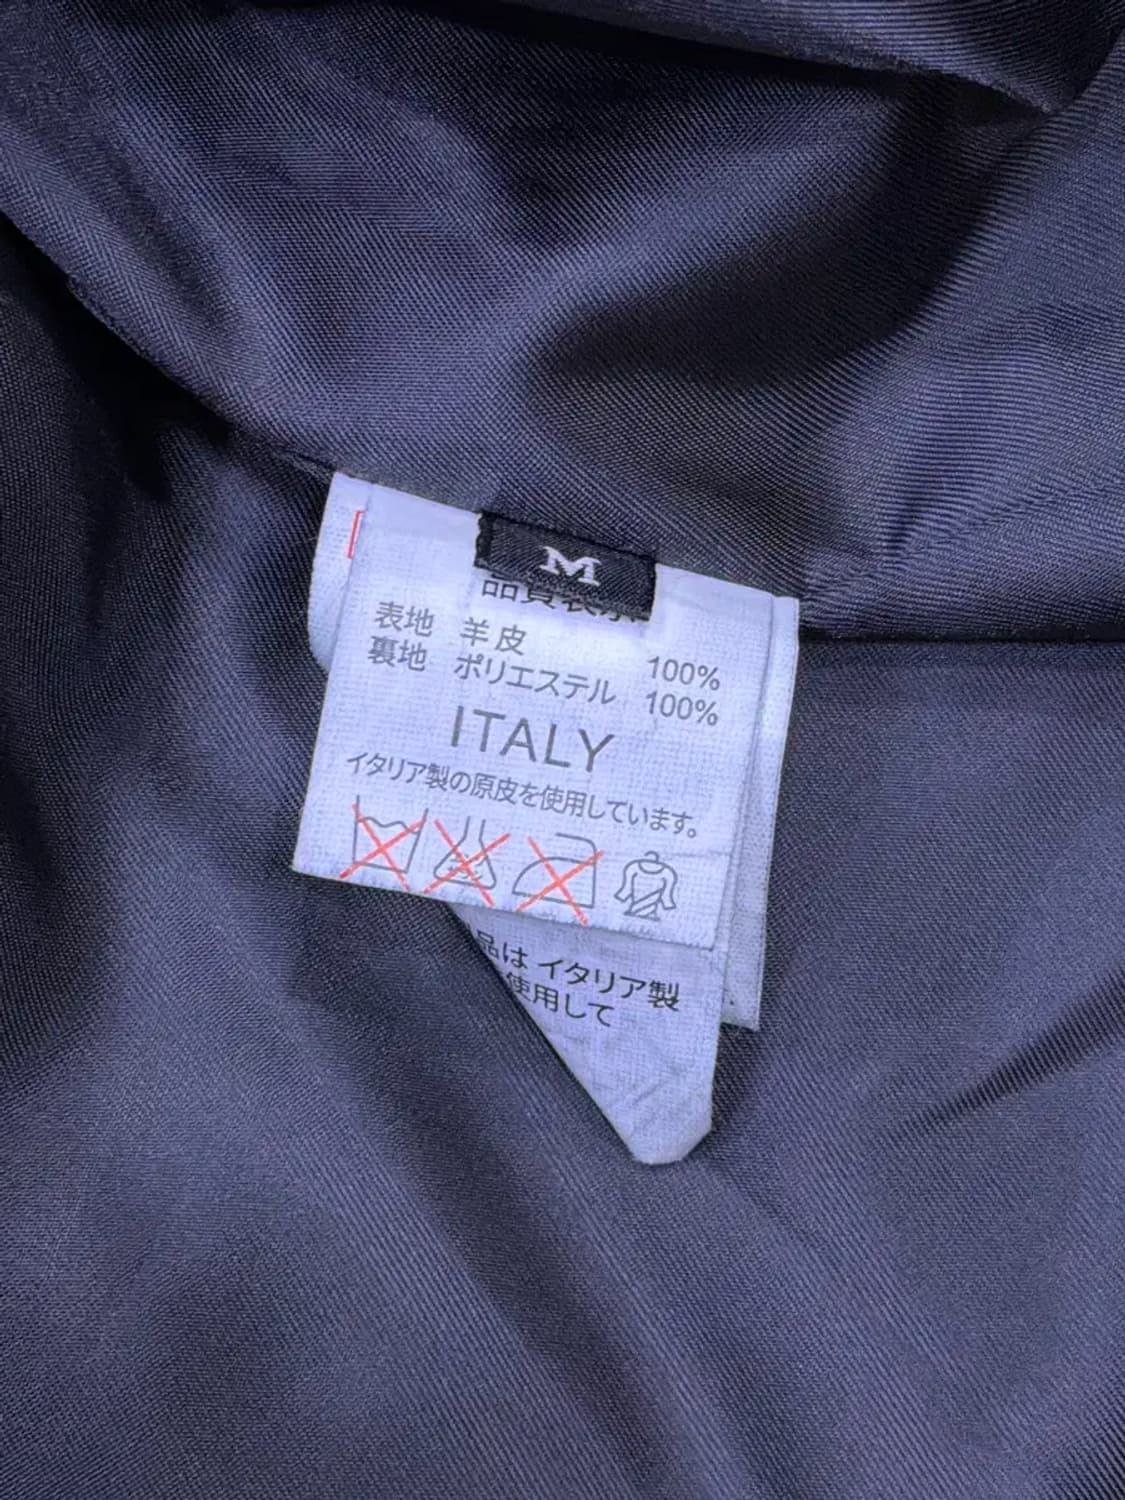 M
品質表示
表地 羊皮 100%
裏地 ポリエステル 100%
ITALY
イタリア製の原皮を使用しています。
品は イタリア製
使用して